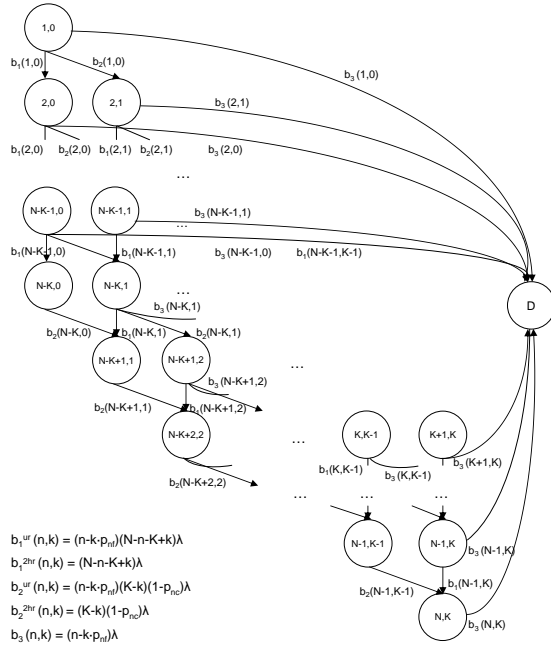 1,0
b₁(1,0) b₂(1,0) b₃(1,0)
2,0 2,1 b₃(2,1)
b₁(2,0) b₂(2,0) b₁(2,1) b₂(2,1) b₃(2,0)
...
N-K-1,0 N-K-1,1 ... b₃(N-K-1,1)
b₁(N-K-1,0) b₁(N-K-1,1) b₃(N-K-1,0) b₁(N-K-1,K-1)
N-K,0 N-K,1 ... D
b₃(N-K,1)
b₂(N-K,0) b₁(N-K,1) b₂(N-K,1)
N-K+1,1 N-K+1,2 ...
b₃(N-K+1,2)
b₂(N-K+1,1) b₁(N-K+1,2)
N-K+2,2 ... K,K-1 K+1,K
b₁(K,K-1) b₃(K,K-1) b₃(K+1,K)
b₂(N-K+2,2)
... ... ...
b₁ᵘʳ(n,k) = (n-k·pₙf)(N-n-K+k)λ
N-1,K-1 N-1,K b₃(N-1,K)
b₁²ʰʳ(n,k) = (N-n-K+k)λ
b₂ᵘʳ(n,k) = (n-k·pₙf)(K-k)(1-pₙc)λ
b₂(N-1,K-1) b₁(N-1,K)
b₂²ʰʳ(n,k) = (K-k)(1-pₙc)λ
N,K b₃(N,K)
b₃(n,k) = (n-k·pₙf)λ